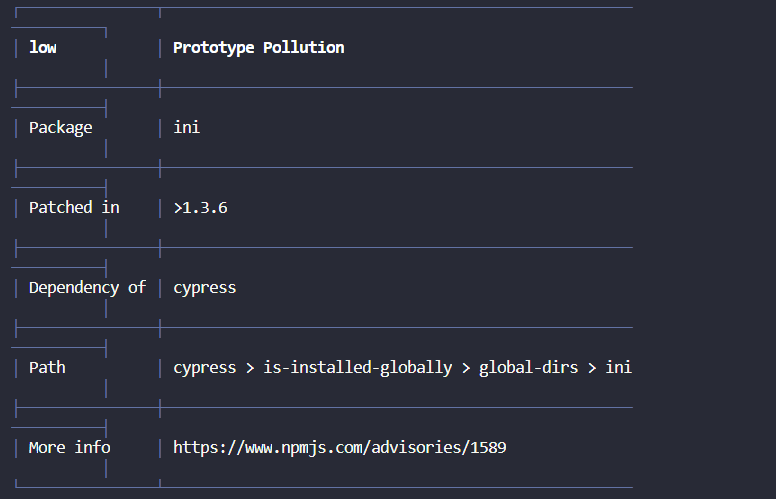 low Prototype Pollution
Package ini
Patched in >1.3.6
Dependency of cypress
Path cypress > is-installed-globally > global-dirs > ini
More info https://www.npmjs.com/advisories/1589